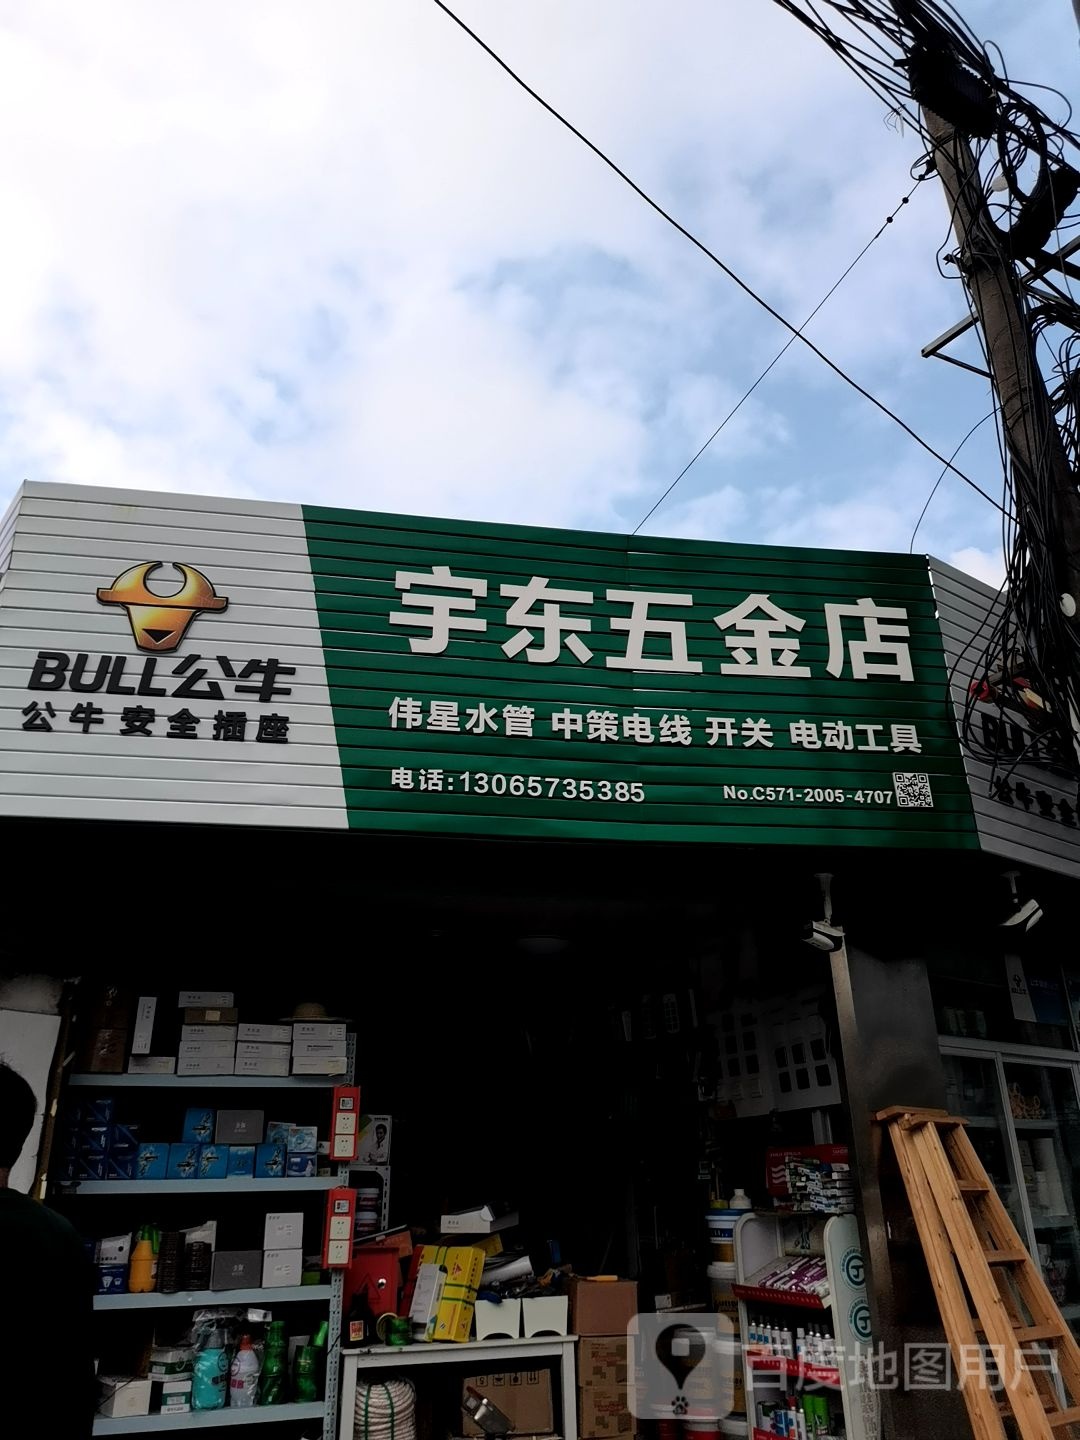 宇东五金店
BULL公牛
公牛安全插座
伟星水管 中策电线 开关 电动工具
电话:13065735385
No.C571-2005-4707
百度地图用户